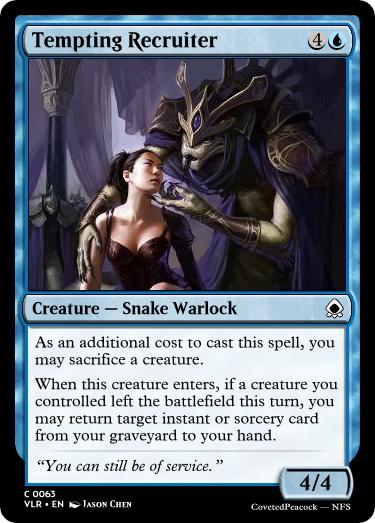 Tempting Recruiter 4
Creature — Snake Warlock
As an additional cost to cast this spell, you
may sacrifice a creature.
When this creature enters, if a creature you
controlled left the battlefield this turn, you
may return target instant or sorcery card
from your graveyard to your hand.
“You can still be of service.”
4/4
C 0063
VLR • EN Jason Chen
CovetedPeacock — NFS